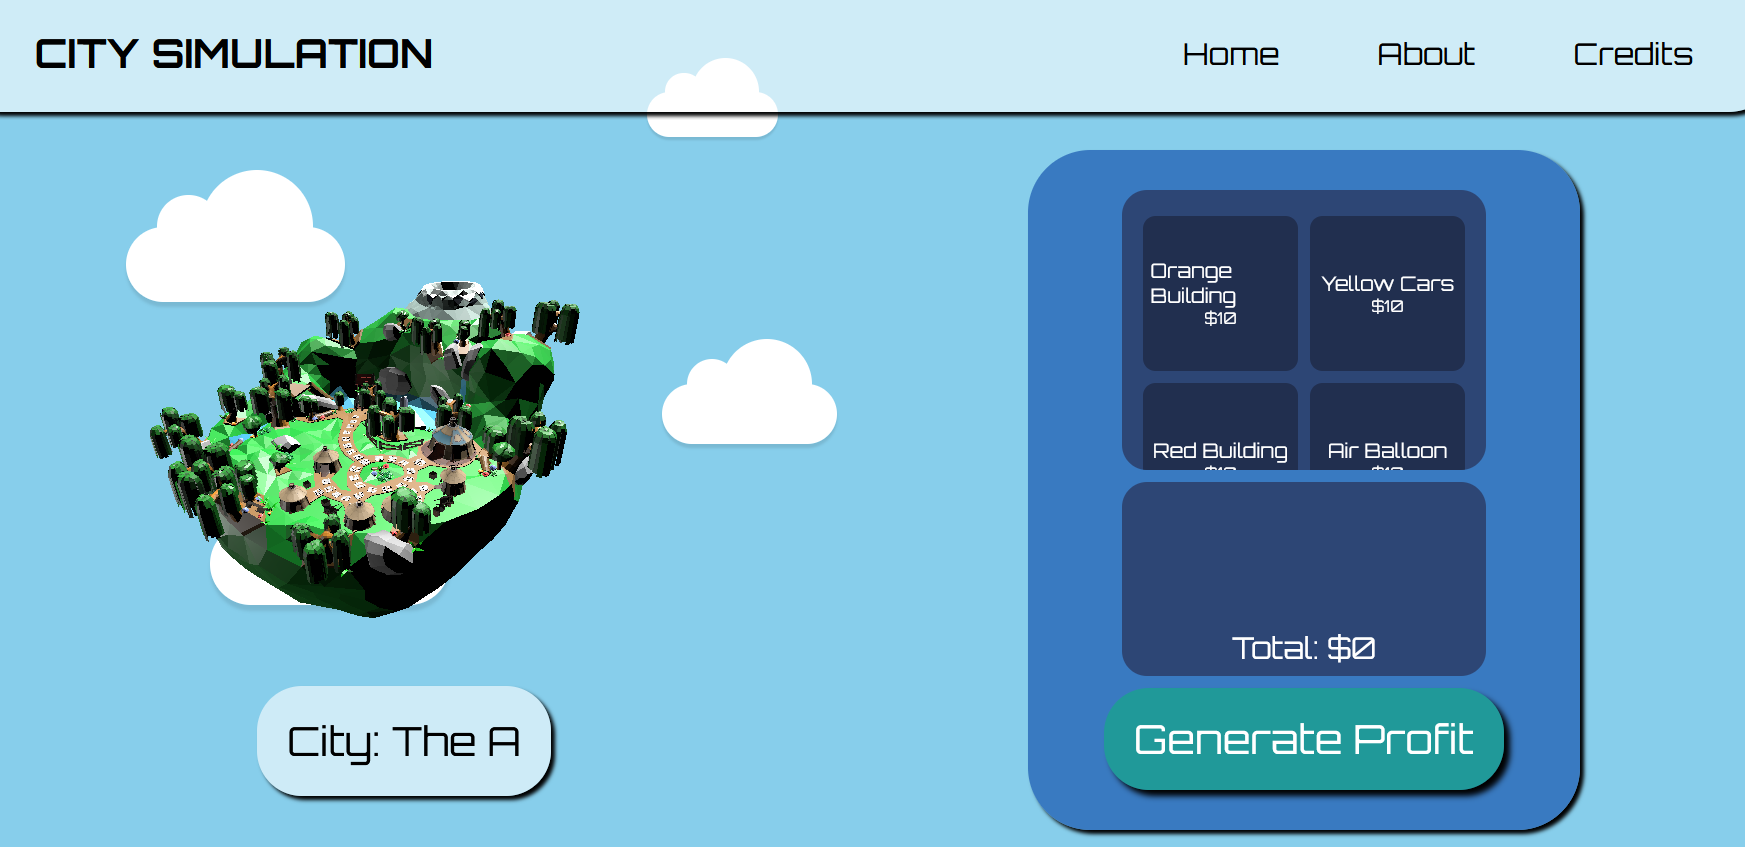 CITY SIMULATION
Home About Credits
Orange
Building
$10
Yellow Cars
$10
Red Building
Air Balloon
Total: $0
Generate Profit
City: The A